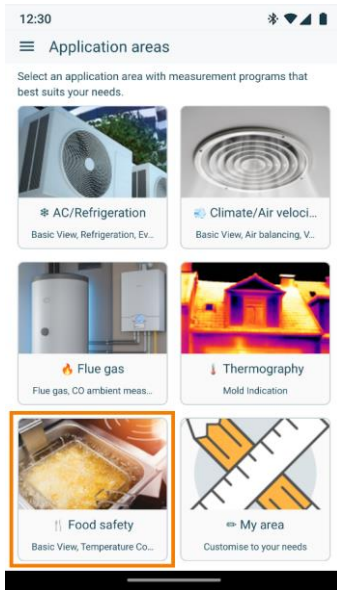 12:30
Application areas
Select an application area with measurement programs that
best suits your needs.
AC/Refrigeration
Basic View, Refrigeration, Ev...
Climate/Air veloci...
Basic View, Air balancing, V...
Flue gas
Flue gas, CO ambient meas...
Thermography
Mold Indication
Food safety
Basic View, Temperature Co...
My area
Customise to your needs